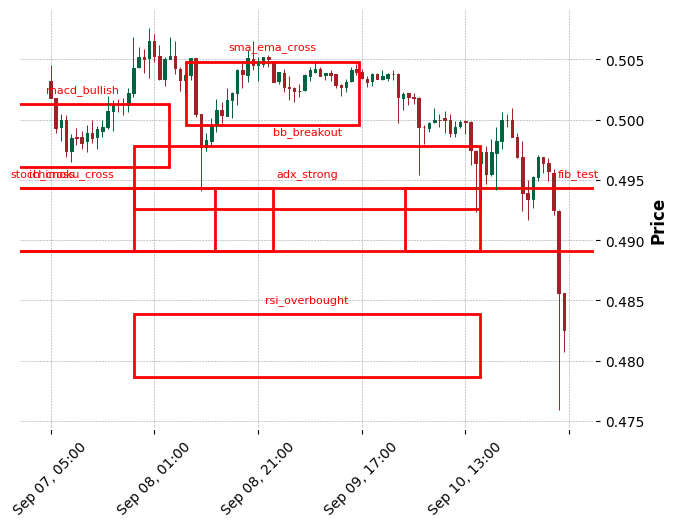 sma_ema_cross
0.505
macd_bullish
0.500
bb_breakout
stoch_cross
ichimoku_cross
adx_strong
fib_test
0.495
0.490
Price
rsi_overbought
0.485
0.480
0.475
Sep 07, 05:00
Sep 08, 01:00
Sep 08, 21:00
Sep 09, 17:00
Sep 10, 13:00